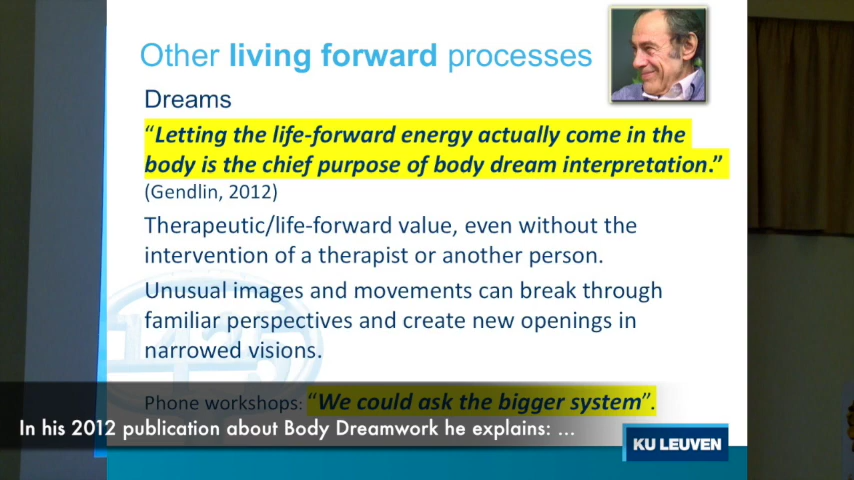 Other living forward processes
Dreams
“Letting the life-forward energy actually come in the
body is the chief purpose of body dream interpretation.”
(Gendlin, 2012)
Therapeutic/life-forward value, even without the
intervention of a therapist or another person.
Unusual images and movements can break through
familiar perspectives and create new openings in
narrowed visions.
Phone workshops: “We could ask the bigger system”.
In his 2012 publication about Body Dreamwork he explains: ...
KU LEUVEN